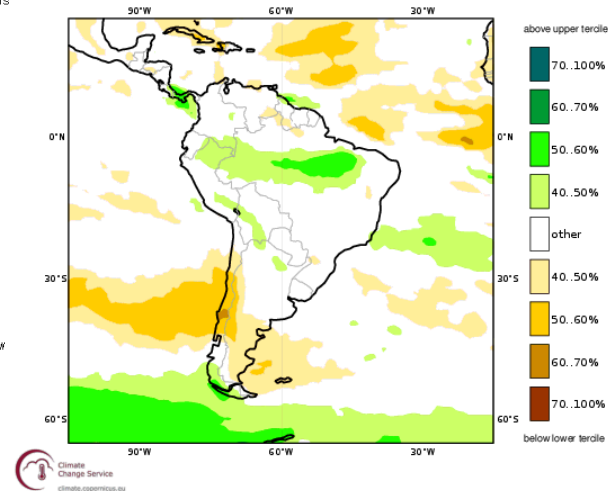 90°W 60°W 30°W
above upper tercile
70..100%
60..70%
50..60%
40..50%
other
40..50%
50..60%
60..70%
70..100%
below lower tercile
0°N 0°N
30°S 30°S
60°S 60°S
90°W 60°W 30°W
Climate
Change Service
climate.copernicus.eu